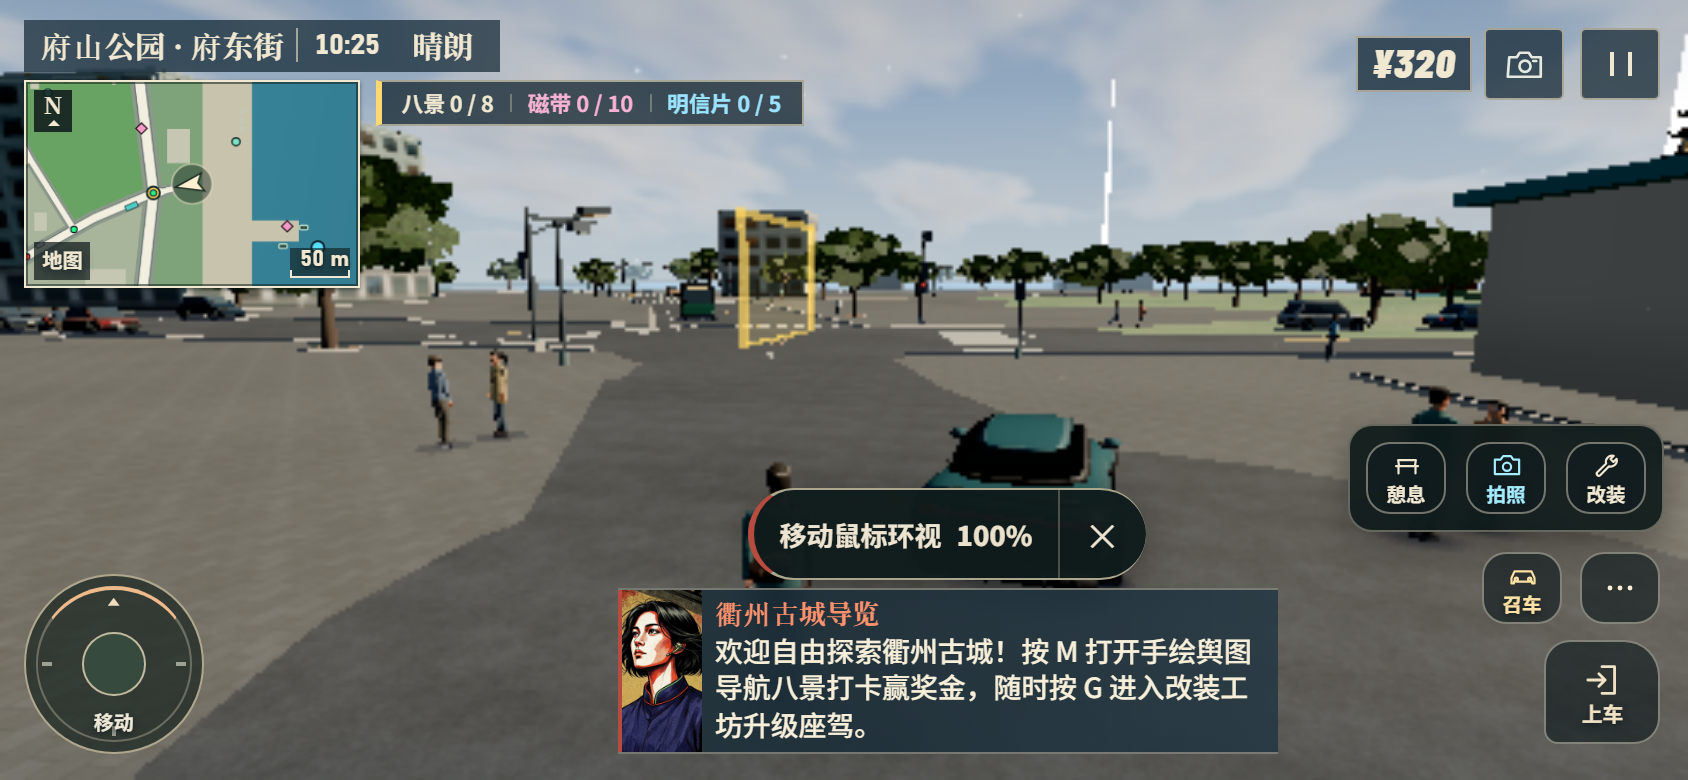 府山公园·府东街 10:25 晴朗
¥320
N
八景 0 / 8 磁带 0 / 10 明信片 0 / 5
地图
50 m
憩息
拍照
改装
移动鼠标环视 100%
召车
衢州古城导览
欢迎自由探索衢州古城！按 M 打开手绘舆图
导航八景打卡赢奖金，随时按 G 进入改装工
坊升级座驾。
上车
移动